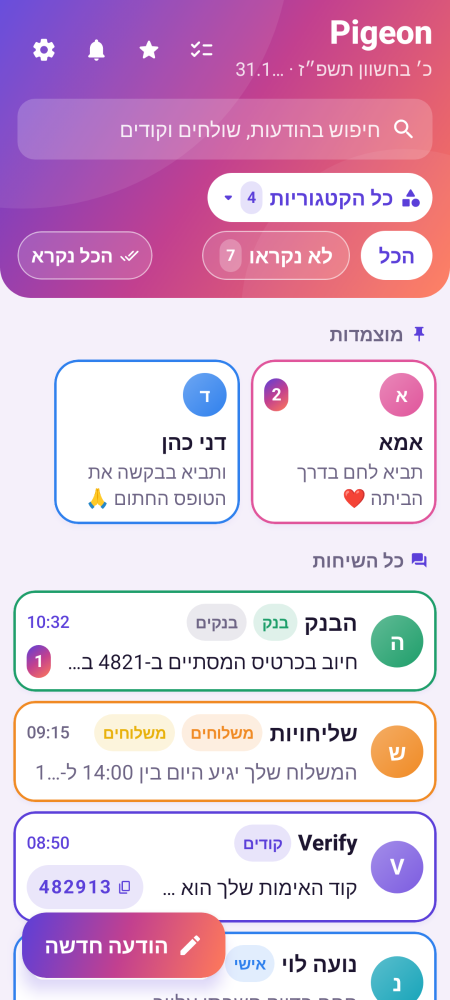 Pigeon
כ׳ בחשוון תשפ״ז · 31.1…
חיפוש בהודעות, שולחים וקודים
כל הקטגוריות 4
הכל
לא נקראו 7
הכל נקרא
מוצמדות
א
2
אמא
תביא לחם בדרך
הביתה ❤️
ד
דני כהן
ותביא בבקשה את
הטופס החתום 🙏
כל השיחות
ה
הבנק בנק בנקים 10:32
חיוב בכרטיס המסתיים ב-4821 ב… 1
ש
שליחויות משלוחים משלוחים 09:15
המשלוח שלך יגיע היום בין 14:00 ל-1…
V
Verify קודים 08:50
קוד האימות שלך הוא … 482913
נ
נועה לוי אישי
הודעה חדשה